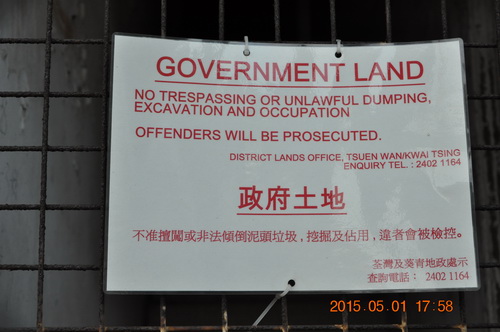 GOVERNMENT LAND
NO TRESPASSING OR UNLAWFUL DUMPING,
EXCAVATION AND OCCUPATION
OFFENDERS WILL BE PROSECUTED.
DISTRICT LANDS OFFICE, TSUEN WAN/KWAI TSING
ENQUIRY TEL. : 2402 1164
政府土地
不准擅闖或非法傾倒泥頭垃圾，挖掘及佔用，違者會被檢控。
荃灣及葵青地政處示
查詢電話： 2402 1164
2015.05.01 17:58